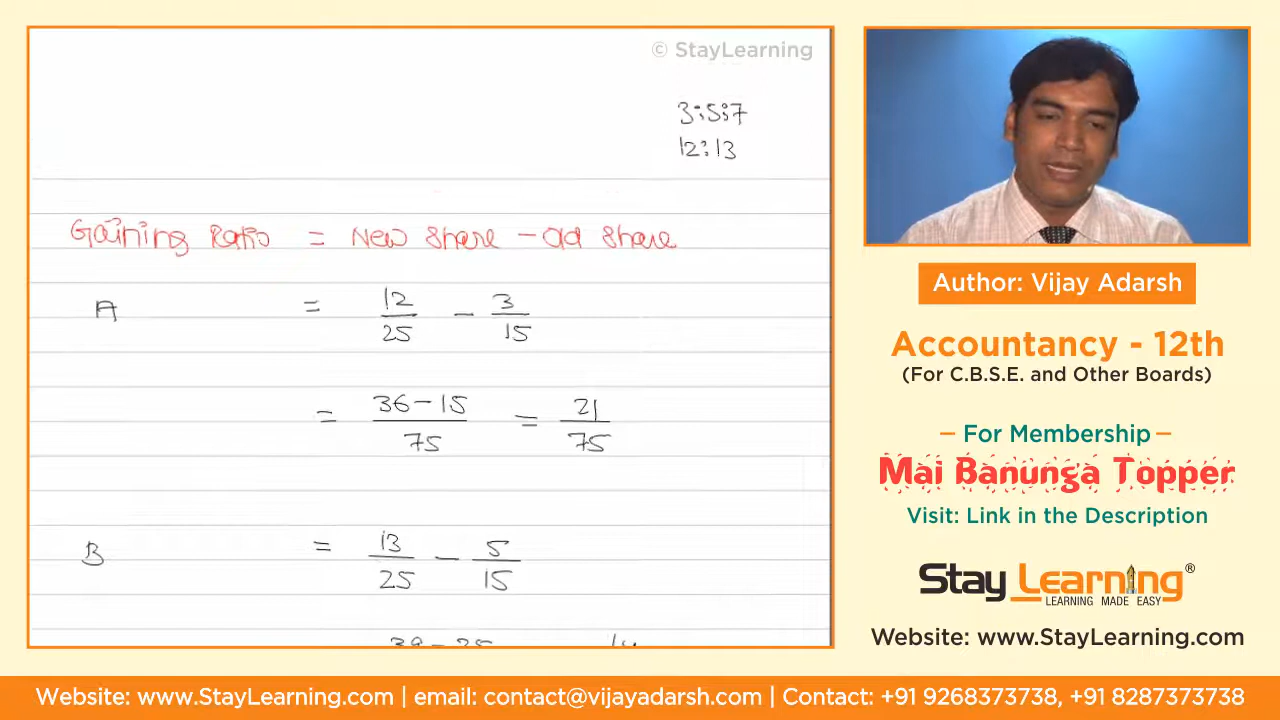 © StayLearning
3:5:7
12:13
Gaining Ratio = New Share - Old Share
A = 12/25 - 3/15
= 36-15/75 = 21/75
B = 13/25 - 5/15
39-25 14
Author: Vijay Adarsh
Accountancy - 12th
(For C.B.S.E. and Other Boards)
For Membership
Mai Banunga Topper
Visit: Link in the Description
Stay Learning®
LEARNING MADE EASY
Website: www.StayLearning.com
Website: www.StayLearning.com | email: contact@vijayadarsh.com | Contact: +91 9268373738, +91 8287373738